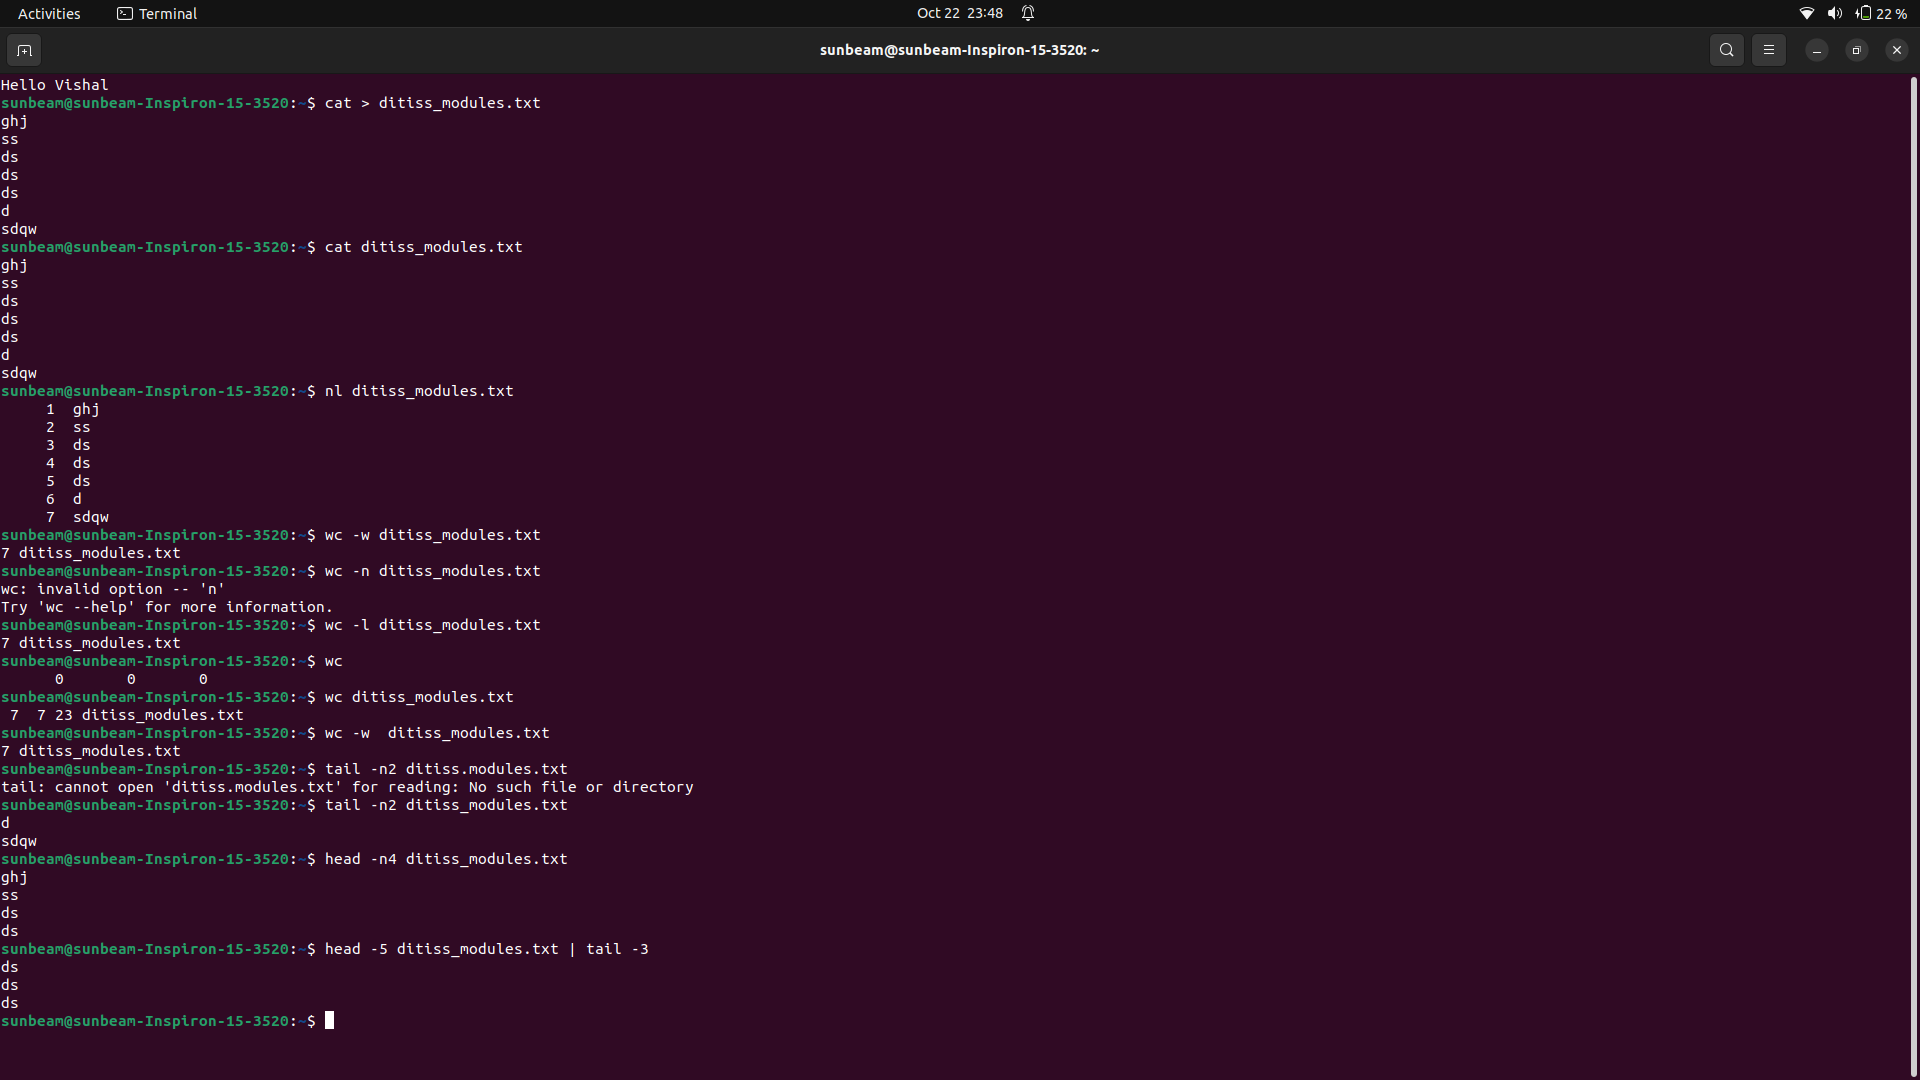 Activities Terminal Oct 22 23:48 22 %
sunbeam@sunbeam-Inspiron-15-3520: ~
Hello Vishal
sunbeam@sunbeam-Inspiron-15-3520:~$ cat > ditiss_modules.txt
ghj
ss
ds
ds
ds
d
sdqw
sunbeam@sunbeam-Inspiron-15-3520:~$ cat ditiss_modules.txt
ghj
ss
ds
ds
ds
d
sdqw
sunbeam@sunbeam-Inspiron-15-3520:~$ nl ditiss_modules.txt
     1	ghj
     2	ss
     3	ds
     4	ds
     5	ds
     6	d
     7	sdqw
sunbeam@sunbeam-Inspiron-15-3520:~$ wc -w ditiss_modules.txt
7 ditiss_modules.txt
sunbeam@sunbeam-Inspiron-15-3520:~$ wc -n ditiss_modules.txt
wc: invalid option -- 'n'
Try 'wc --help' for more information.
sunbeam@sunbeam-Inspiron-15-3520:~$ wc -l ditiss_modules.txt
7 ditiss_modules.txt
sunbeam@sunbeam-Inspiron-15-3520:~$ wc
      0       0       0
sunbeam@sunbeam-Inspiron-15-3520:~$ wc ditiss_modules.txt
 7  7 23 ditiss_modules.txt
sunbeam@sunbeam-Inspiron-15-3520:~$ wc -w  ditiss_modules.txt
7 ditiss_modules.txt
sunbeam@sunbeam-Inspiron-15-3520:~$ tail -n2 ditiss.modules.txt
tail: cannot open 'ditiss.modules.txt' for reading: No such file or directory
sunbeam@sunbeam-Inspiron-15-3520:~$ tail -n2 ditiss_modules.txt
d
sdqw
sunbeam@sunbeam-Inspiron-15-3520:~$ head -n4 ditiss_modules.txt
ghj
ss
ds
ds
sunbeam@sunbeam-Inspiron-15-3520:~$ head -5 ditiss_modules.txt | tail -3
ds
ds
ds
sunbeam@sunbeam-Inspiron-15-3520:~$